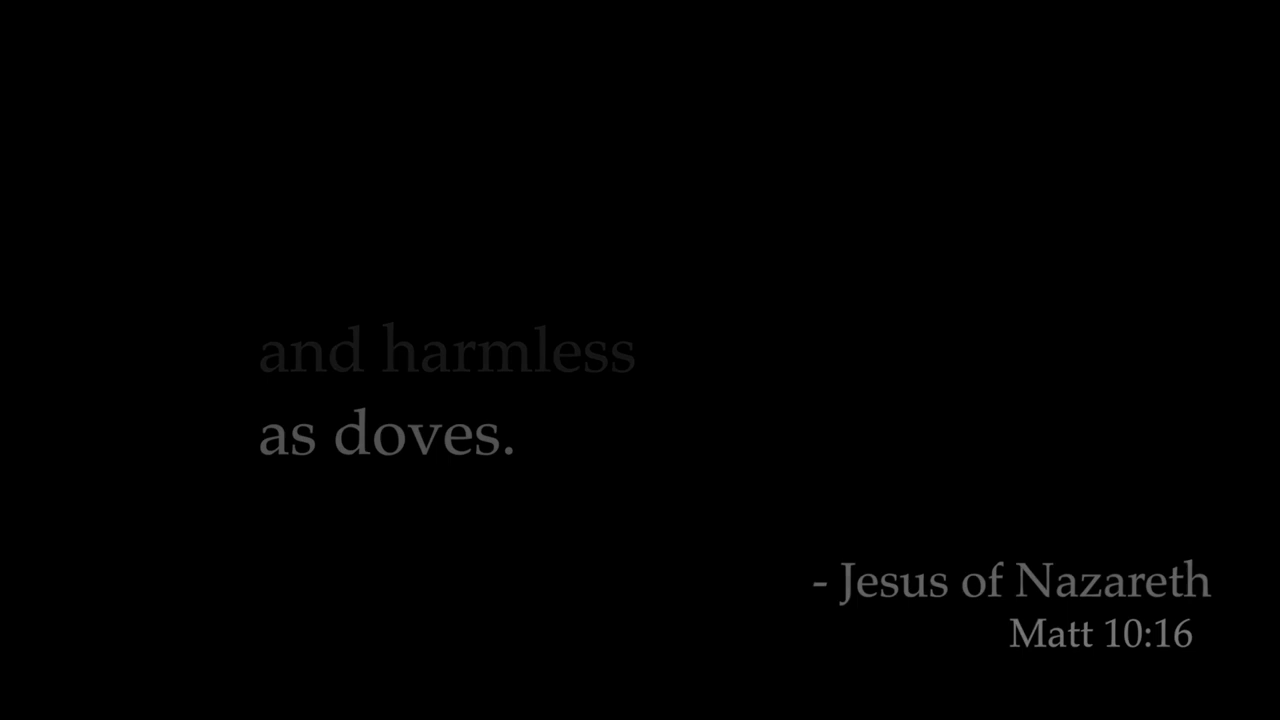 and harmless
as doves.
- Jesus of Nazareth
Matt 10:16